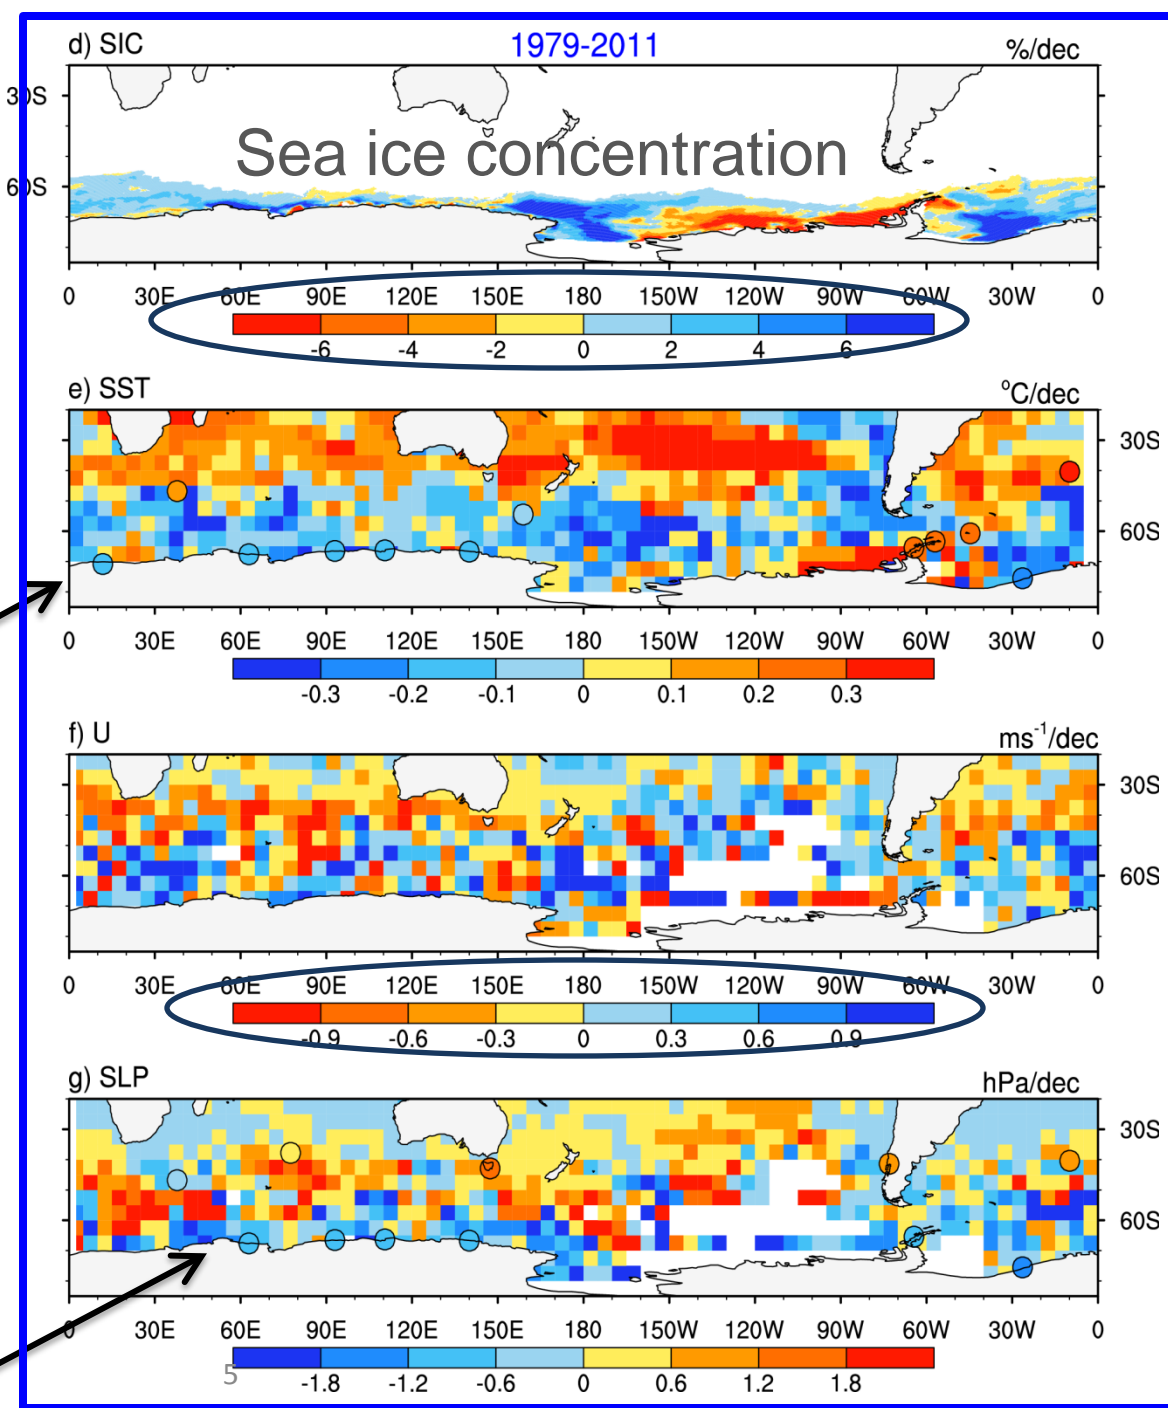 d) SIC 1979-2011 %/dec
30S
Sea ice concentration
60S
0 30E 60E 90E 120E 150E 180 150W 120W 90W 60W 30W 0
-6 -4 -2 0 2 4 6
e) SST °C/dec
30S
60S
0 30E 60E 90E 120E 150E 180 150W 120W 90W 60W 30W 0
-0.3 -0.2 -0.1 0 0.1 0.2 0.3
f) U ms⁻¹/dec
30S
60S
0 30E 60E 90E 120E 150E 180 150W 120W 90W 60W 30W 0
-0.9 -0.6 -0.3 0 0.3 0.6 0.9
g) SLP hPa/dec
30S
60S
0 30E 60E 90E 120E 150E 180 150W 120W 90W 60W 30W 0
5
-1.8 -1.2 -0.6 0 0.6 1.2 1.8